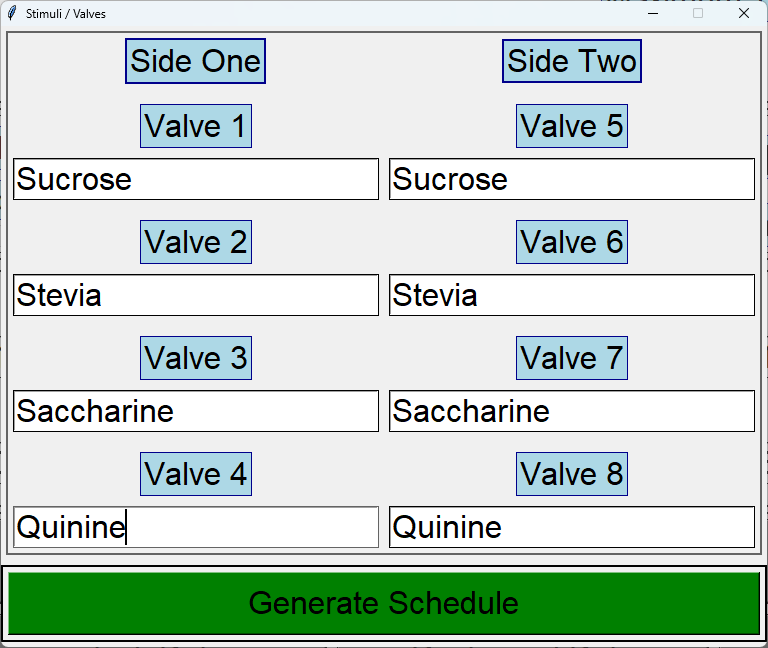 Stimuli / Valves
Side One
Side Two
Valve 1
Valve 5
Sucrose
Sucrose
Valve 2
Valve 6
Stevia
Stevia
Valve 3
Valve 7
Saccharine
Saccharine
Valve 4
Valve 8
Quinine
Quinine
Generate Schedule